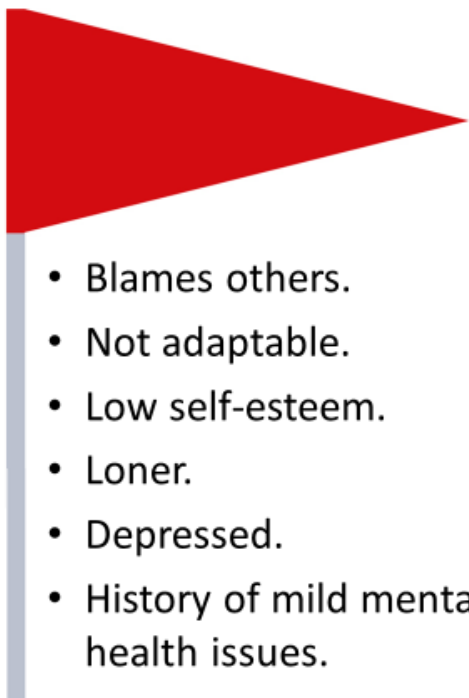 • Blames others.
• Not adaptable.
• Low self-esteem.
• Loner.
• Depressed.
• History of mild menta
health issues.